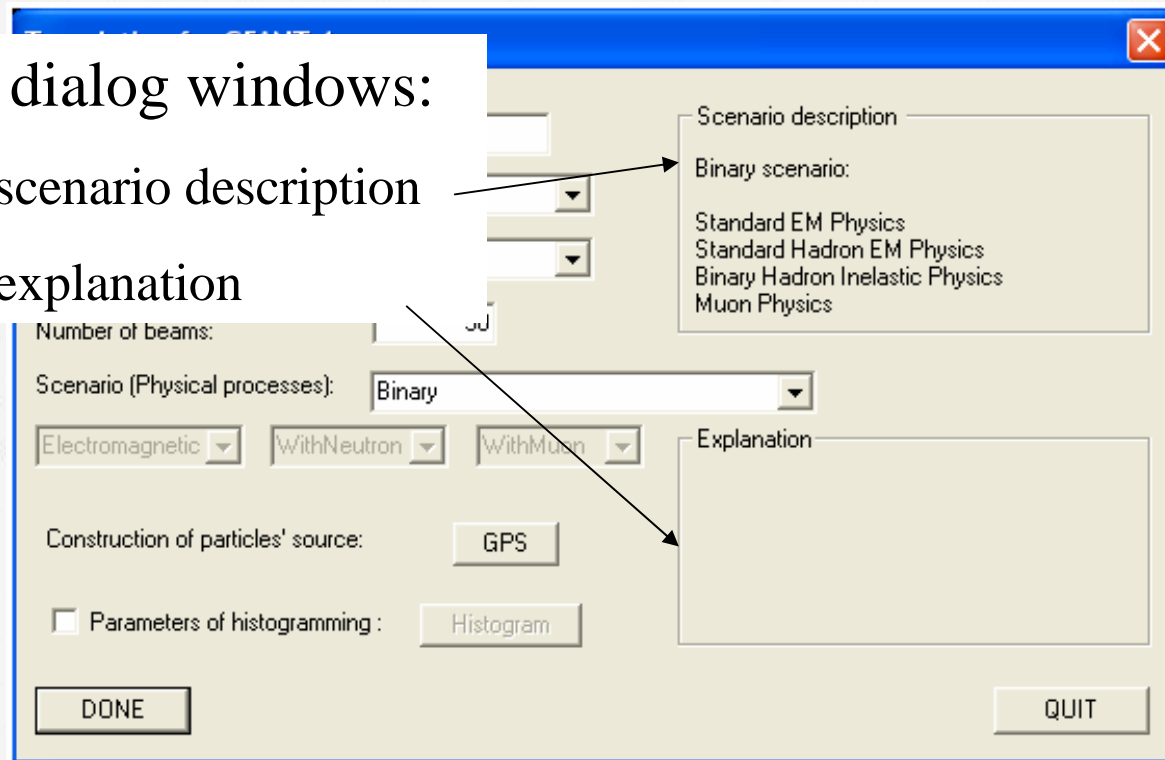 dialog windows:
scenario description
explanation
Scenario description
Binary scenario:
Standard EM Physics
Standard Hadron EM Physics
Binary Hadron Inelastic Physics
Muon Physics
Number of beams:
Scenario (Physical processes):
Binary
Electromagnetic
WithNeutron
WithMuon
Explanation
Construction of particles' source:
GPS
Parameters of histogramming :
Histogram
DONE
QUIT